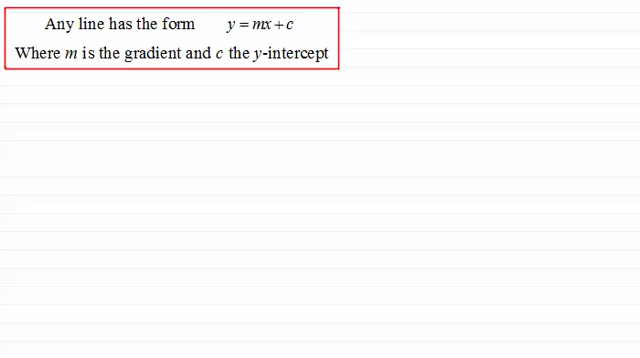 Any line has the form y = mx + c
Where m is the gradient and c the y-intercept